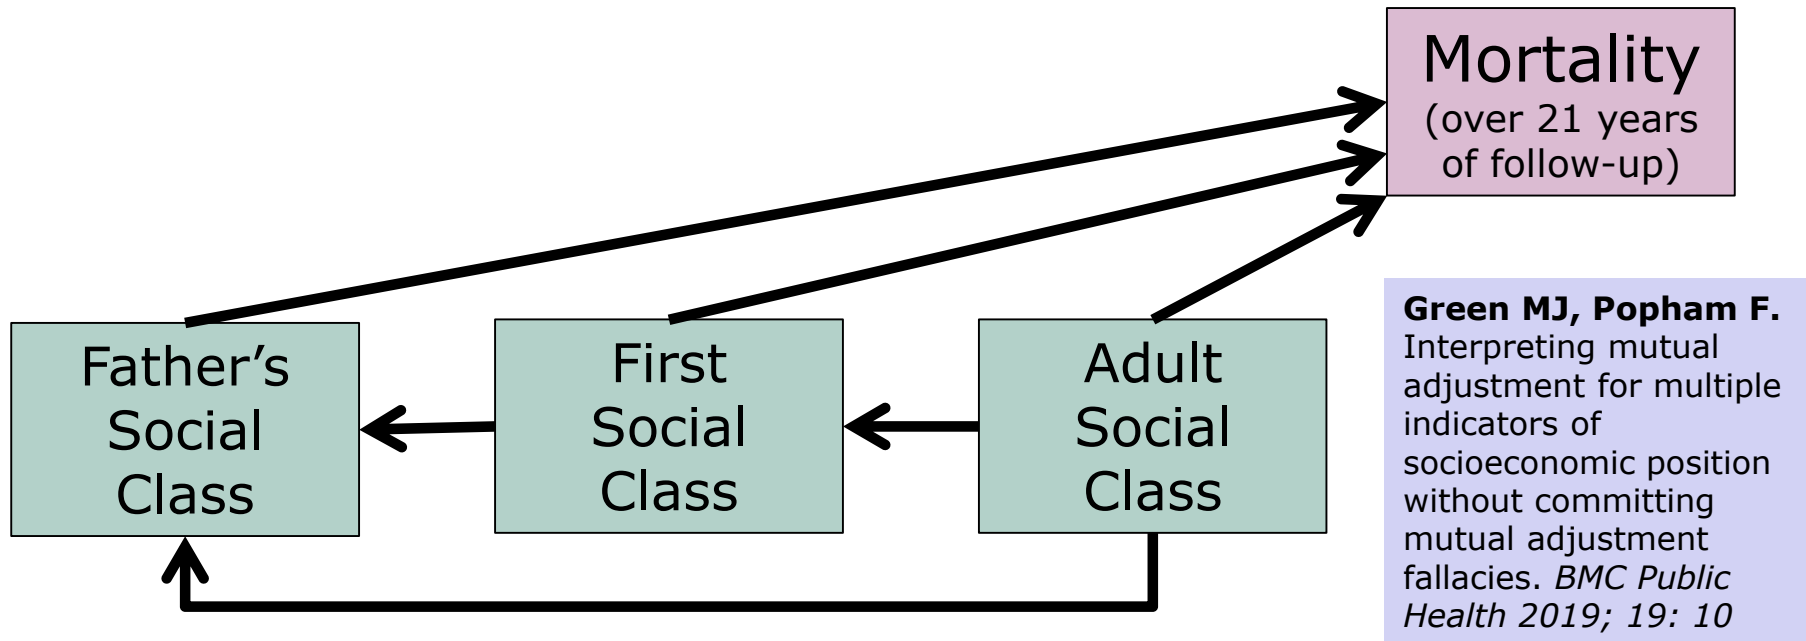 Mortality
(over 21 years
of follow-up)
Father’s
Social
Class
First
Social
Class
Adult
Social
Class
Green MJ, Popham F.
Interpreting mutual
adjustment for multiple
indicators of
socioeconomic position
without committing
mutual adjustment
fallacies. BMC Public
Health 2019; 19: 10